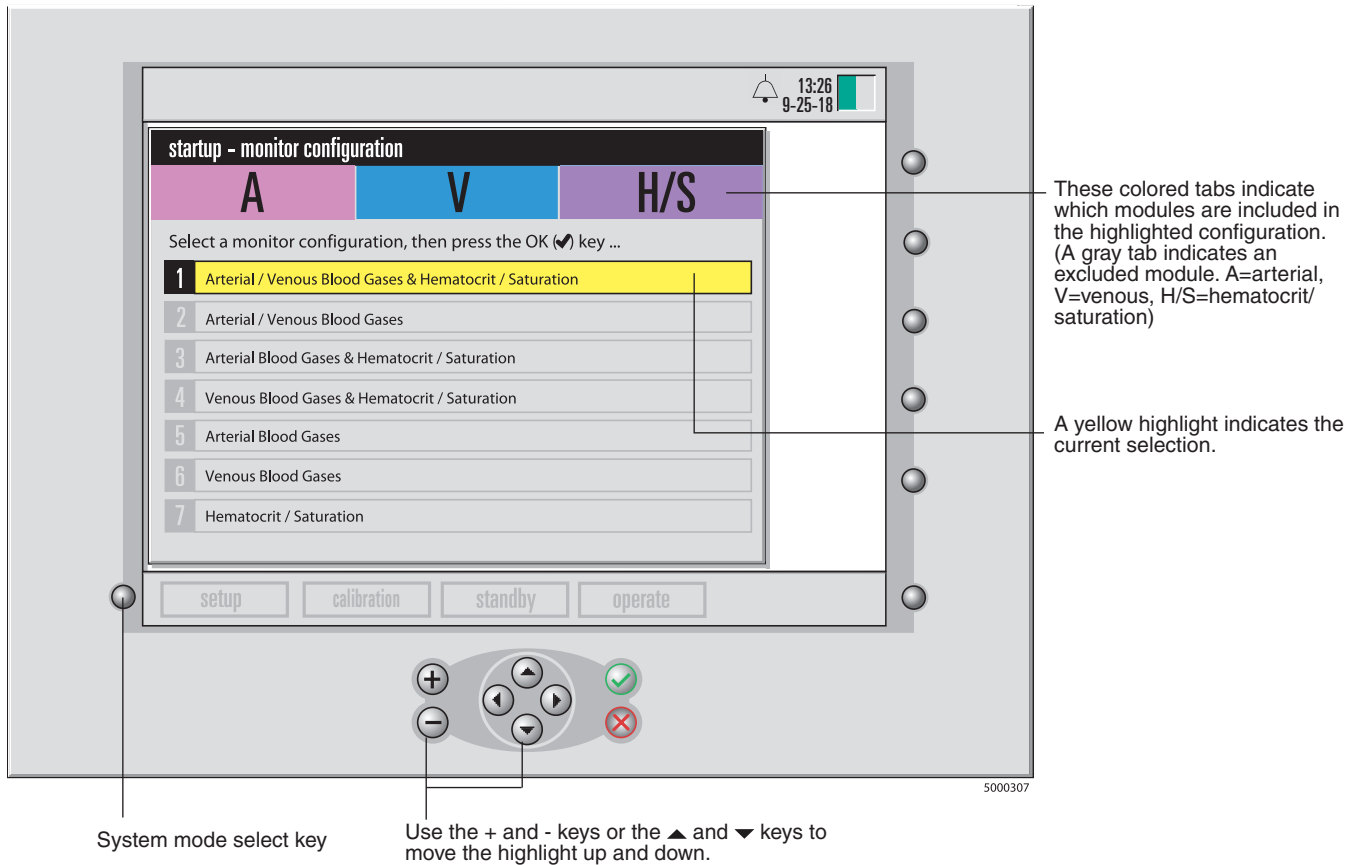 13:26
9-25-18
startup – monitor configuration
A V H/S
Select a monitor configuration, then press the OK (✔) key ...
1 Arterial / Venous Blood Gases & Hematocrit / Saturation
2 Arterial / Venous Blood Gases
3 Arterial Blood Gases & Hematocrit / Saturation
4 Venous Blood Gases & Hematocrit / Saturation
5 Arterial Blood Gases
6 Venous Blood Gases
7 Hematocrit / Saturation
setup calibration standby operate
These colored tabs indicate
which modules are included in
the highlighted configuration.
(A gray tab indicates an
excluded module. A=arterial,
V=venous, H/S=hematocrit/
saturation)
A yellow highlight indicates the
current selection.
5000307
System mode select key
Use the + and - keys or the ▲ and ▼ keys to
move the highlight up and down.